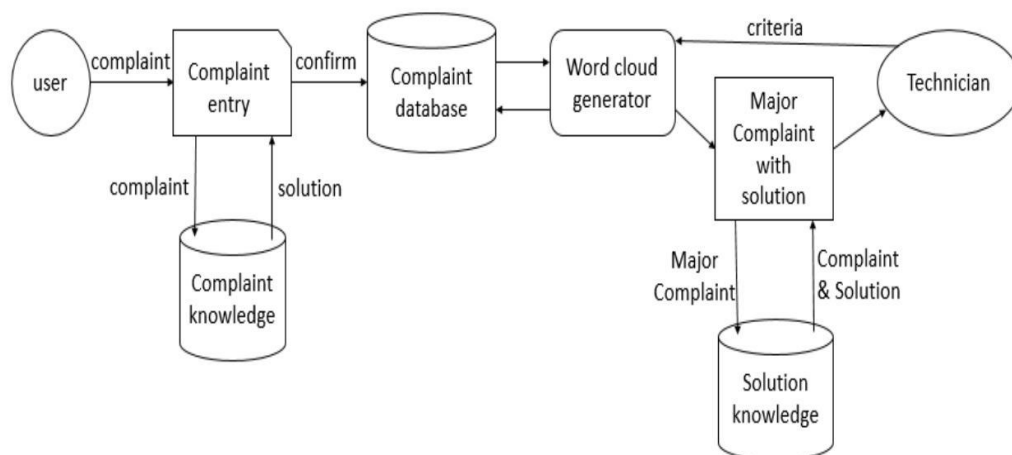 user
complaint
Complaint
entry
confirm
Complaint
database
Word cloud
generator
criteria
Technician
Major
Complaint
with
solution
complaint
solution
Complaint
knowledge
Major
Complaint
Complaint
& Solution
Solution
knowledge